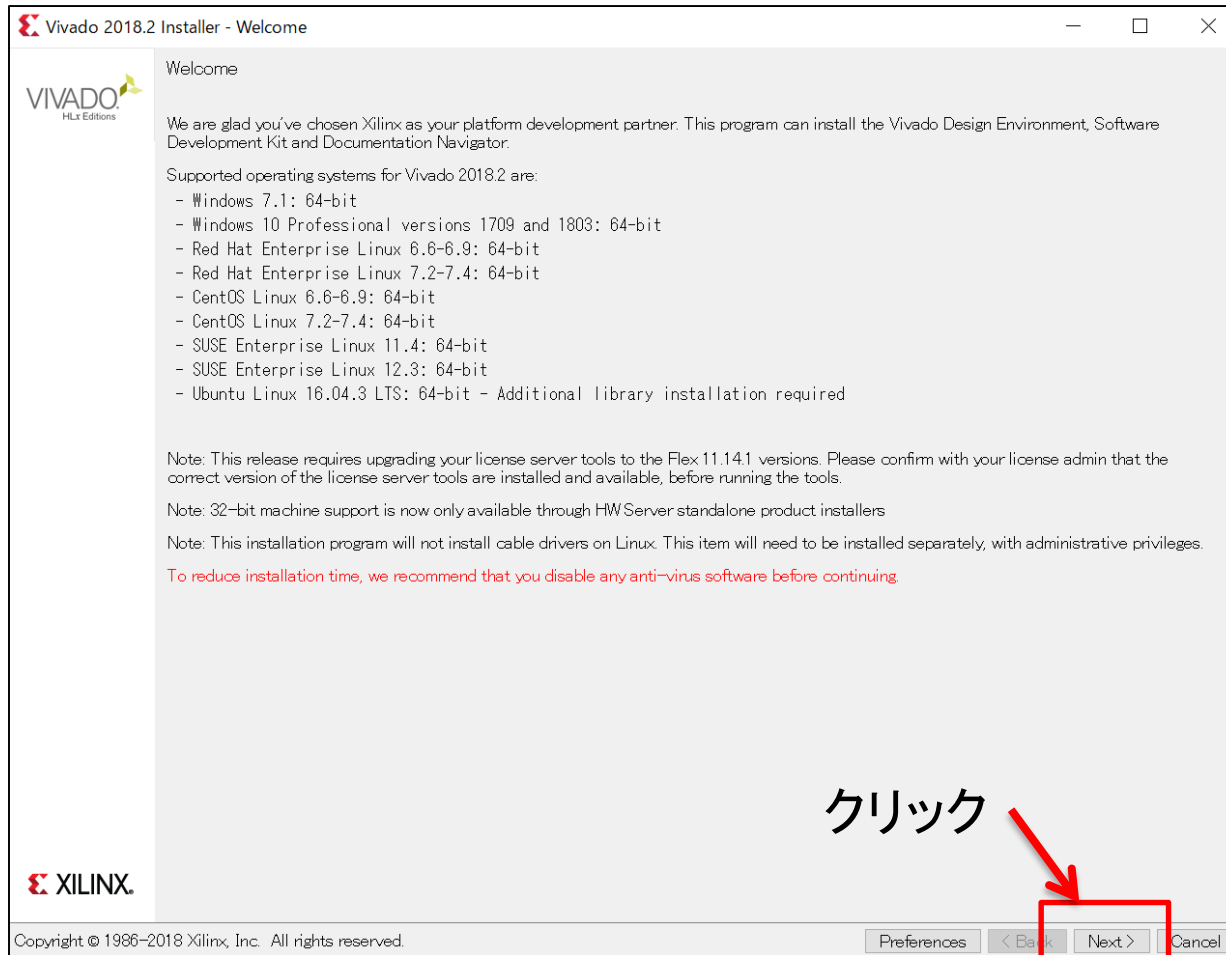 Vivado 2018.2 Installer - Welcome
VIVADO.
HLx Editions
Welcome
We are glad you've chosen Xilinx as your platform development partner. This program can install the Vivado Design Environment, Software
Development Kit and Documentation Navigator.
Supported operating systems for Vivado 2018.2 are:
- Windows 7.1: 64-bit
- Windows 10 Professional versions 1709 and 1803: 64-bit
- Red Hat Enterprise Linux 6.6-6.9: 64-bit
- Red Hat Enterprise Linux 7.2-7.4: 64-bit
- CentOS Linux 6.6-6.9: 64-bit
- CentOS Linux 7.2-7.4: 64-bit
- SUSE Enterprise Linux 11.4: 64-bit
- SUSE Enterprise Linux 12.3: 64-bit
- Ubuntu Linux 16.04.3 LTS: 64-bit - Additional library installation required
Note: This release requires upgrading your license server tools to the Flex 11.14.1 versions. Please confirm with your license admin that the
correct version of the license server tools are installed and available, before running the tools.
Note: 32-bit machine support is now only available through HW Server standalone product installers
Note: This installation program will not install cable drivers on Linux. This item will need to be installed separately, with administrative privileges.
To reduce installation time, we recommend that you disable any anti-virus software before continuing.
クリック
XILINX.
Copyright © 1986-2018 Xilinx, Inc. All rights reserved.
Preferences < Back Next > Cancel